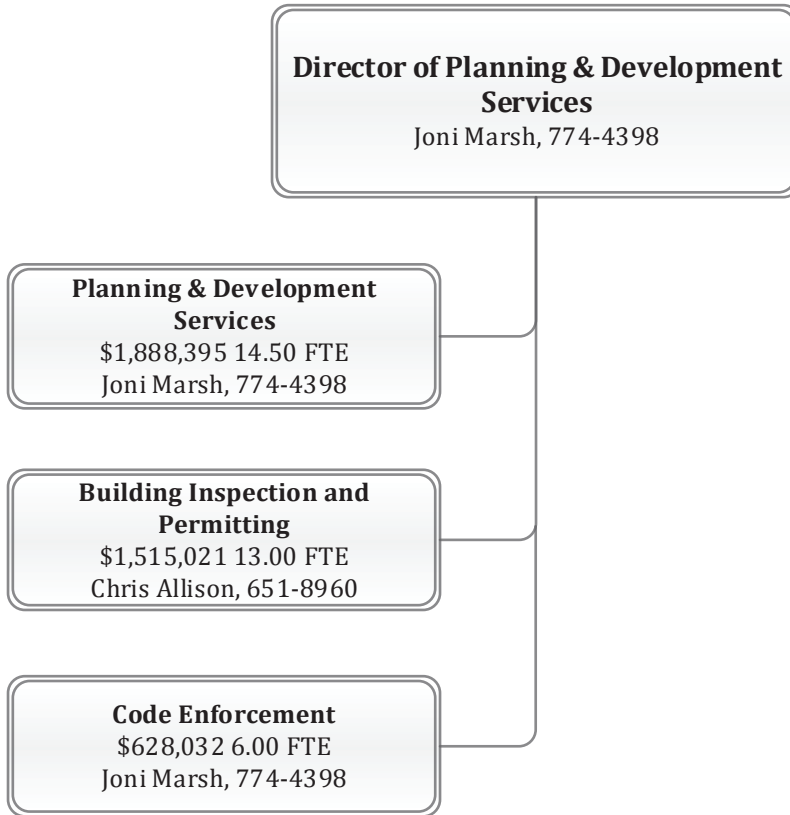 Director of Planning & Development
Services
Joni Marsh, 774-4398
Planning & Development
Services
$1,888,395 14.50 FTE
Joni Marsh, 774-4398
Building Inspection and
Permitting
$1,515,021 13.00 FTE
Chris Allison, 651-8960
Code Enforcement
$628,032 6.00 FTE
Joni Marsh, 774-4398